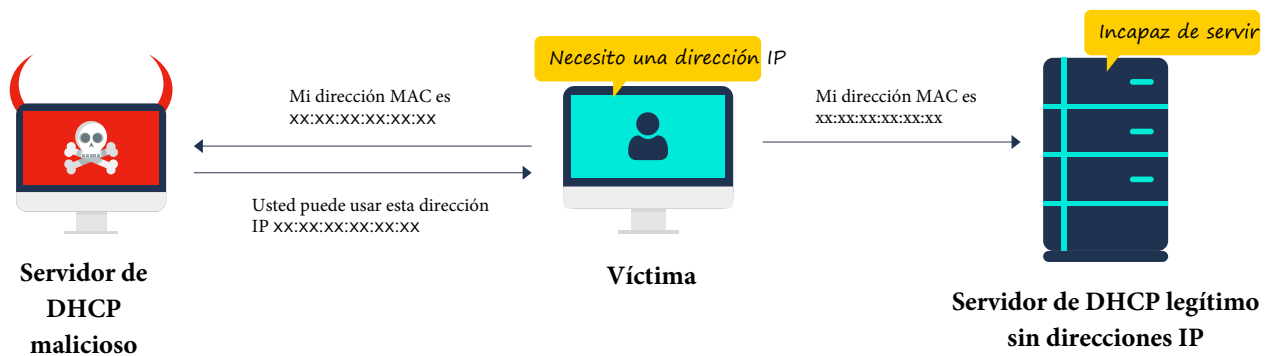 Incapaz de servir
Necesito una dirección IP
Mi dirección MAC es
xx:xx:xx:xx:xx:xx
Mi dirección MAC es
xx:xx:xx:xx:xx:xx
Usted puede usar esta dirección
IP xx:xx:xx:xx:xx:xx
Servidor de
DHCP
malicioso
Víctima
Servidor de DHCP legítimo
sin direcciones IP